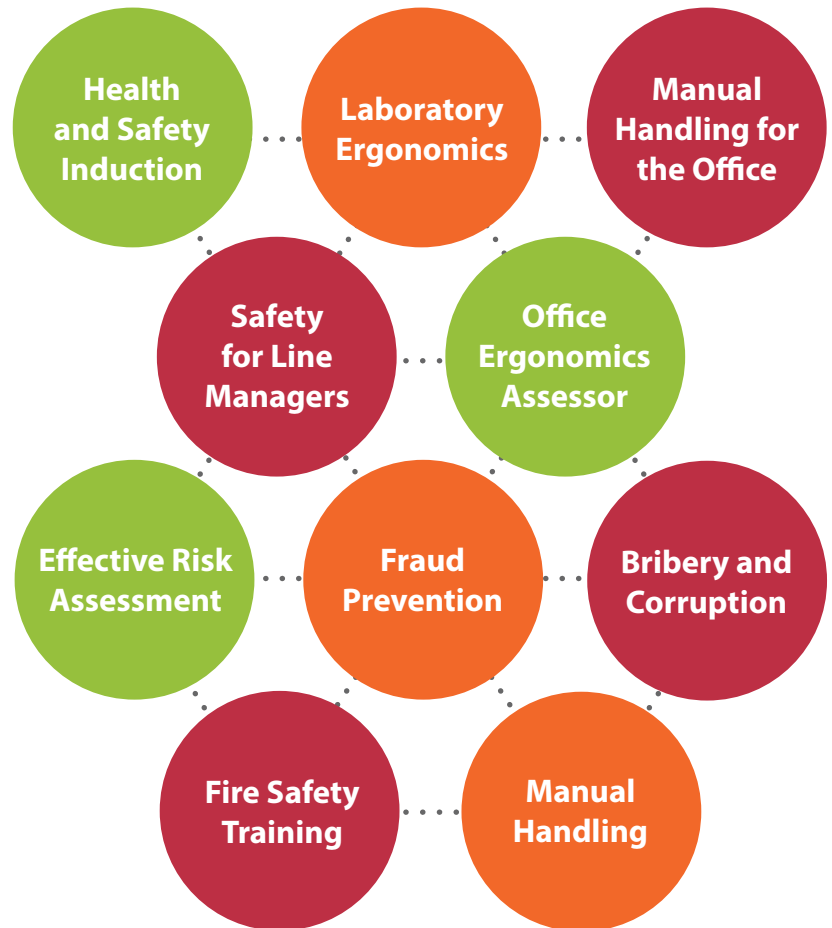 Health
and Safety
Induction
Laboratory
Ergonomics
Manual
Handling for
the Office
Safety
for Line
Managers
Office
Ergonomics
Assessor
Effective Risk
Assessment
Fraud
Prevention
Bribery and
Corruption
Fire Safety
Training
Manual
Handling